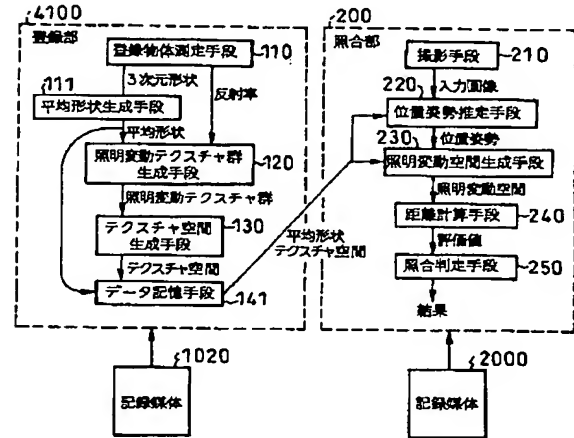 4100
登録部
登録物体測定手段
110
111
3次元形状
反射率
平均形状生成手段
平均形状
照明変動テクスチャ群
生成手段
120
照明変動テクスチャ群
テクスチャ空間
生成手段
130
テクスチャ空間
データ記憶手段
141
平均形状
テクスチャ空間
1020
記録媒体
200
照合部
撮影手段
210
入力画像
220
位置姿勢推定手段
230
位置姿勢
照明変動空間生成手段
照明変動空間
距離計算手段
240
評価値
照合判定手段
250
結果
2000
記録媒体